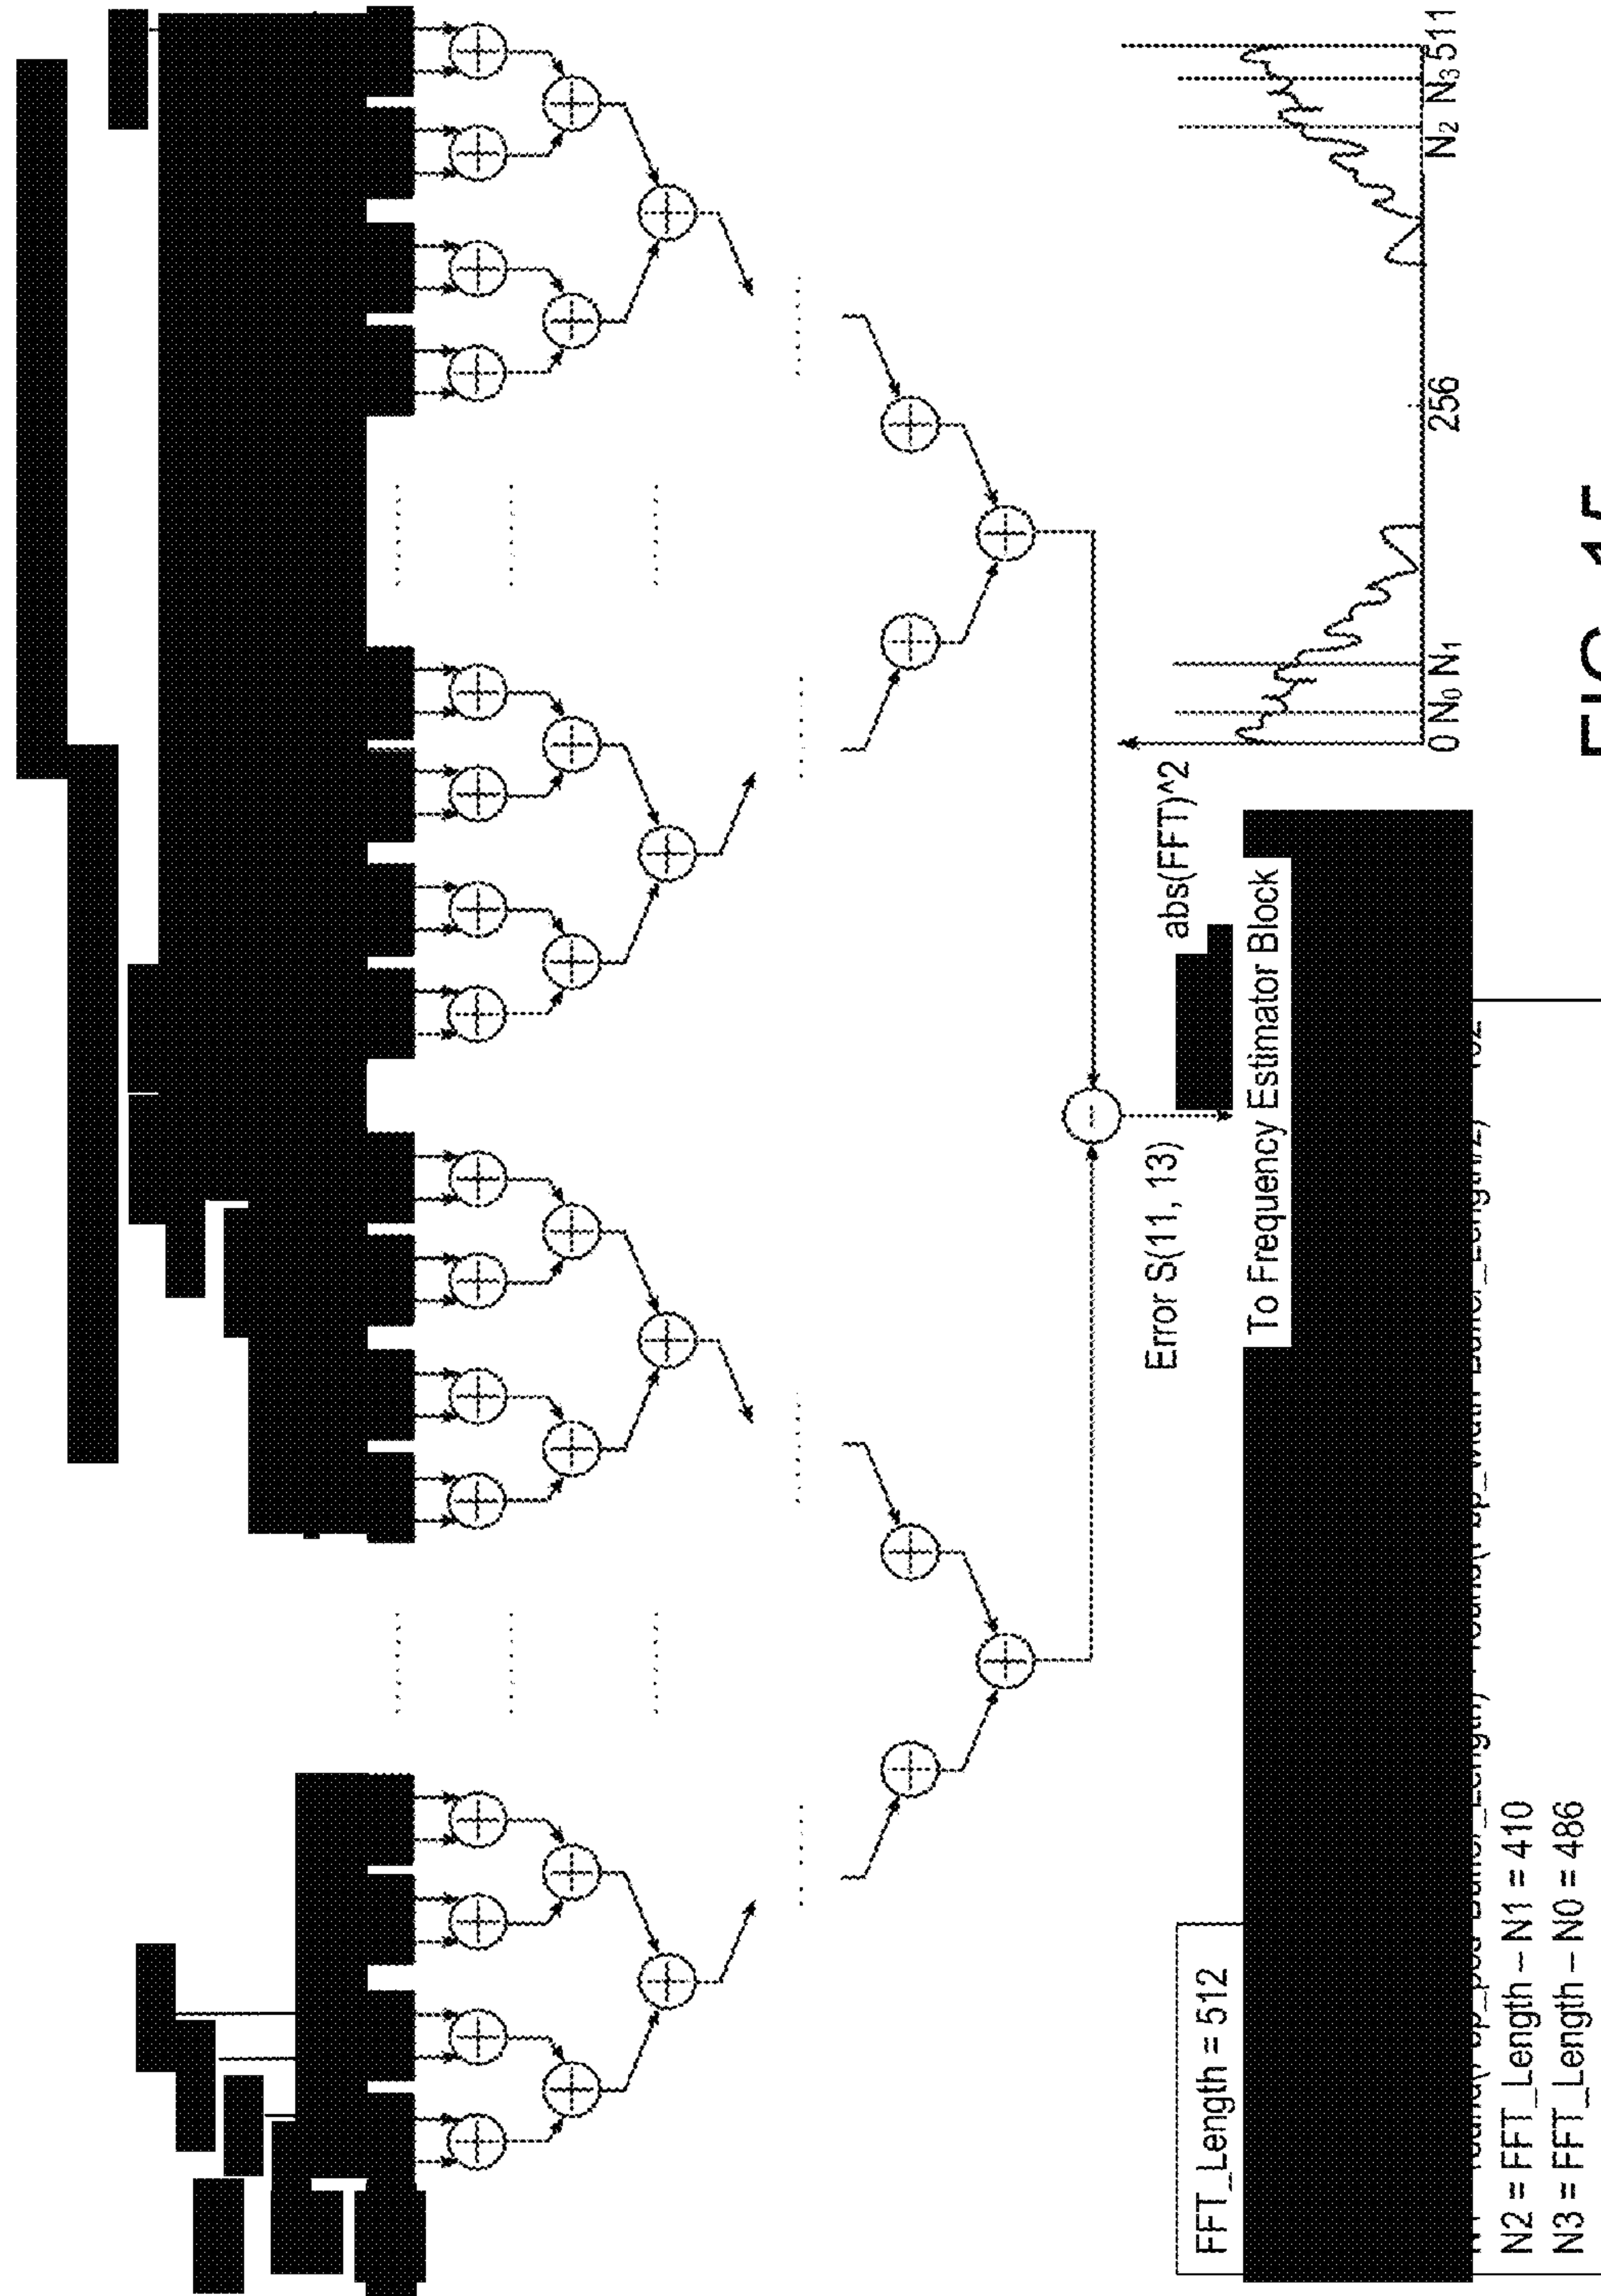 Error S(11, 13)
abs(FFT)^2
To Frequency Estimator Block
0 N0 N1 256 N2 N3 511
FFT_Length = 512
N2 = FFT_Length – N1 = 410
N3 = FFT_Length – N0 = 486